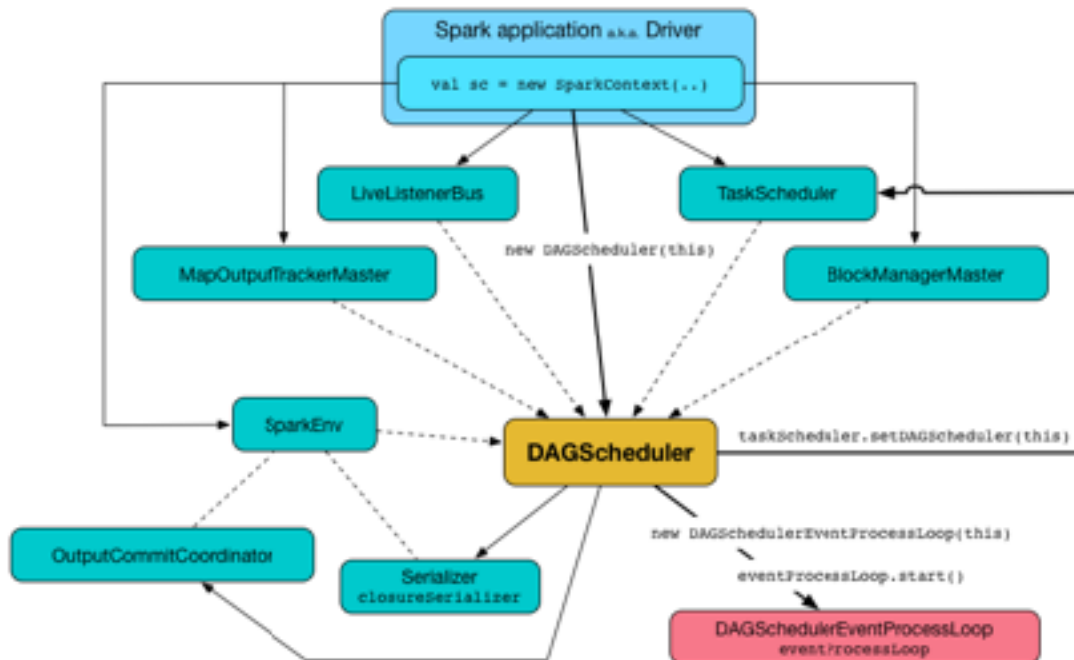 Spark application a.k.a. Driver
val sc = new SparkContext(..)
LiveListenerBus
TaskScheduler
new DAGScheduler(this)
MapOutputTrackerMaster
BlockManagerMaster
SparkEnv
DAGScheduler
taskScheduler.setDAGScheduler(this)
new DAGSchedulerEventProcessLoop(this)
OutputCommitCoordinator
Serializer
closureSerializer
eventProcessLoop.start()
DAGSchedulerEventProcessLoop
eventProcessLoop